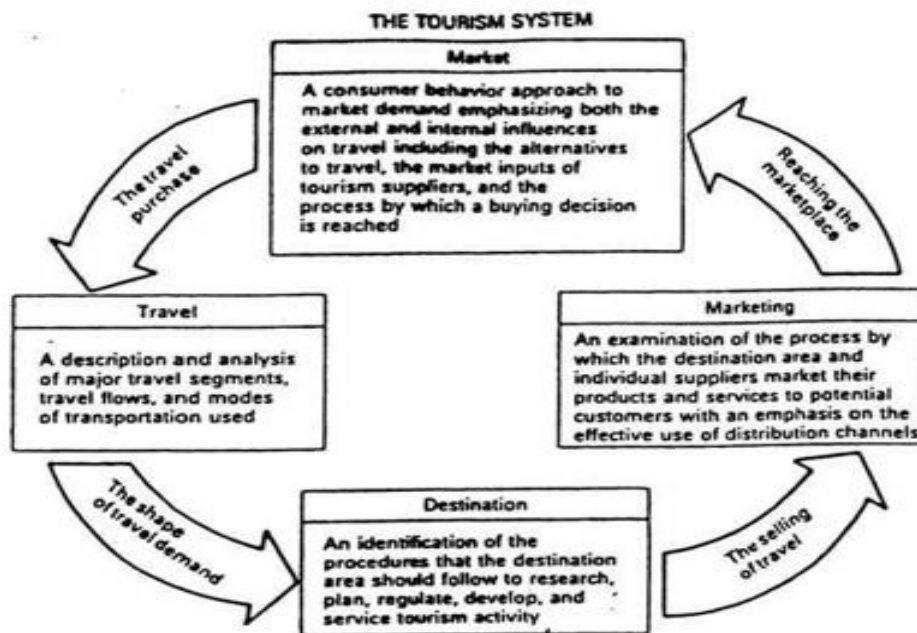 THE TOURISM SYSTEM
Market
A consumer behavior approach to
market demand emphasizing both the
external and internal influences
on travel including the alternatives
to travel, the market inputs of
tourism suppliers, and the
process by which a buying decision
is reached
The travel
purchase
Reaching the
marketplace
Travel
A description and analysis
of major travel segments,
travel flows, and modes
of transportation used
Marketing
An examination of the process by
which the destination area and
individual suppliers market their
products and services to potential
customers with an emphasis on the
effective use of distribution channels
The shape
of travel demand
Destination
An identification of the
procedures that the destination
area should follow to research,
plan, regulate, develop, and
service tourism activity
The selling
of travel